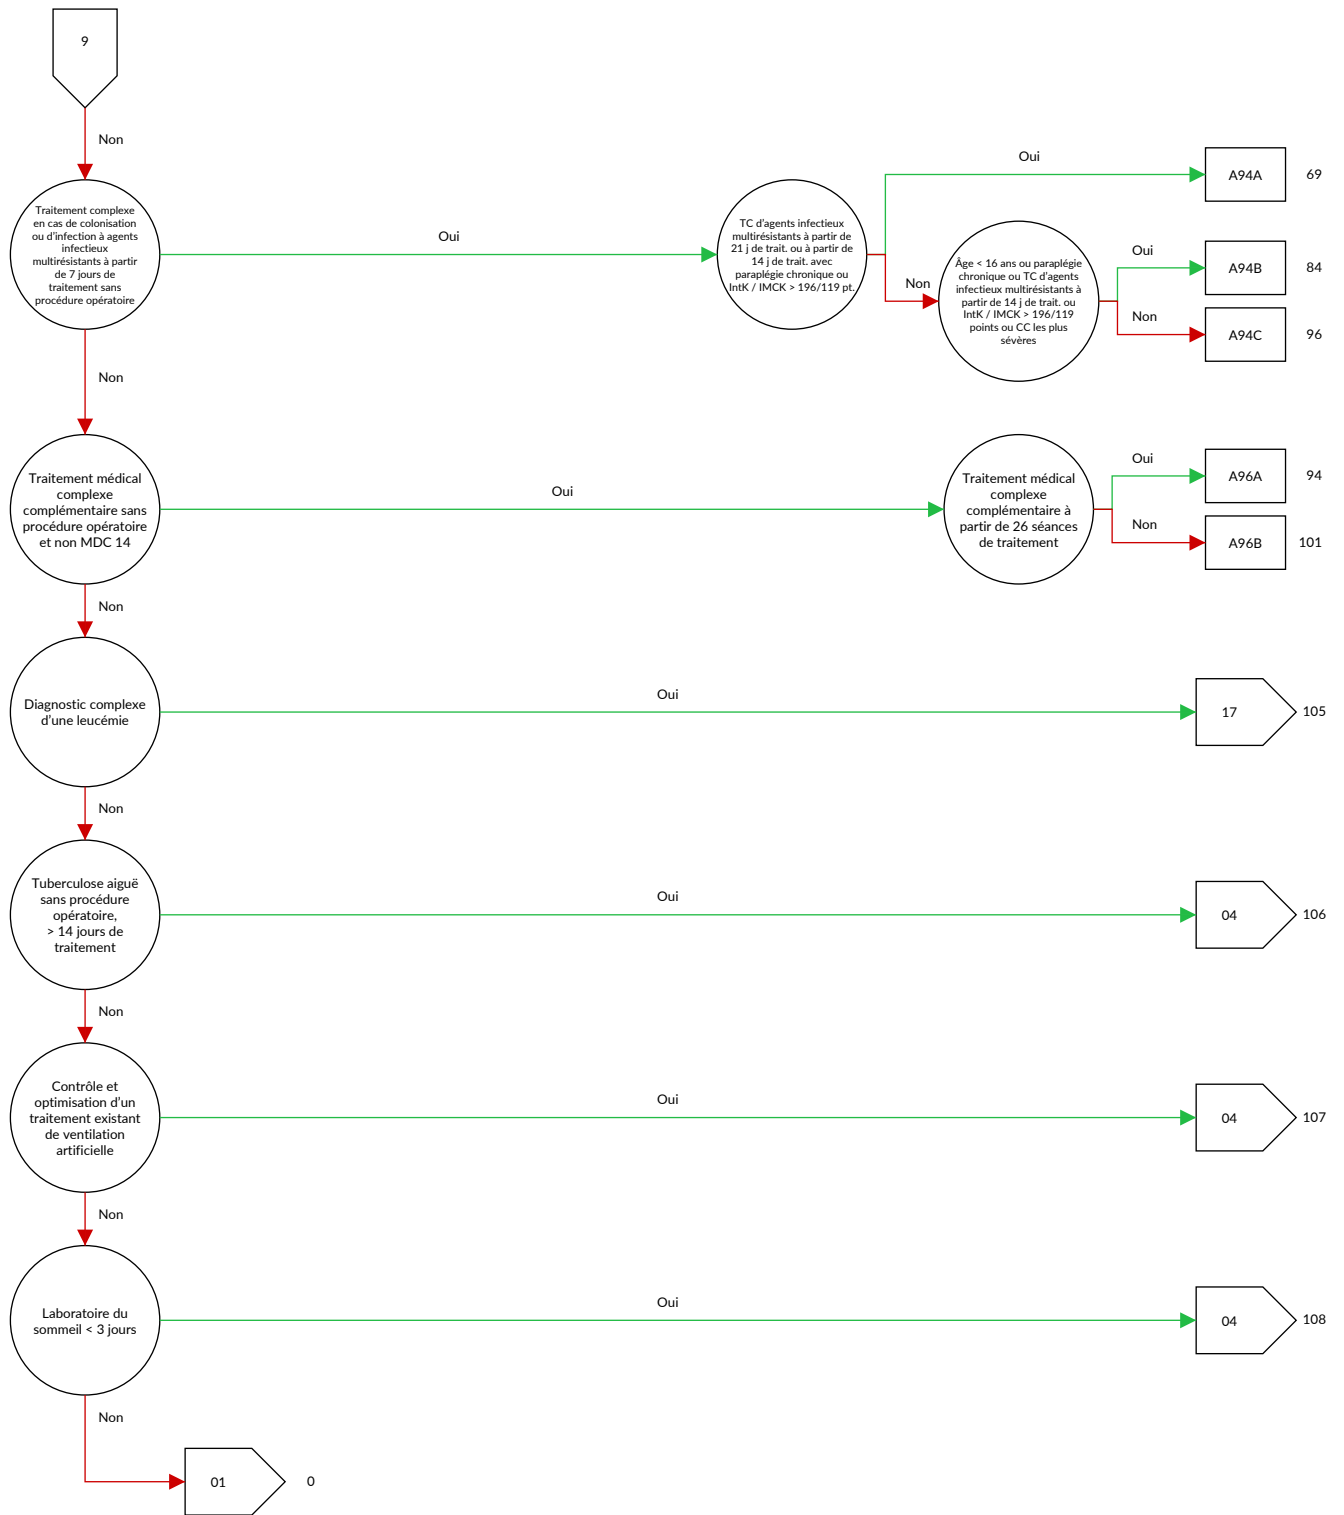 9
Non
Traitement complexe
en cas de colonisation
ou d'infection à agents
infectieux
multirésistants à partir
de 7 jours de
traitement sans
procédure opératoire
Oui
TC d'agents infectieux
multirésistants à partir de
21 j de trait. ou à partir de
14 j de trait. avec
paraplégie chronique ou
IntK / IMCK > 196/119 pt.
Oui
A94A
69
Non
Âge < 16 ans ou paraplégie
chronique ou TC d'agents
infectieux multirésistants à
partir de 14 j de trait. ou
IntK / IMCK > 196/119
points ou CC les plus
sévères
Oui
A94B
84
Non
A94C
96
Non
Traitement médical
complexe
complémentaire sans
procédure opératoire
et non MDC 14
Oui
Traitement médical
complexe
complémentaire à
partir de 26 séances
de traitement
Oui
A96A
94
Non
A96B
101
Non
Diagnostic complexe
d'une leucémie
Oui
17
105
Non
Tuberculose aiguë
sans procédure
opératoire,
> 14 jours de
traitement
Oui
04
106
Non
Contrôle et
optimisation d'un
traitement existant
de ventilation
artificielle
Oui
04
107
Non
Laboratoire du
sommeil < 3 jours
Oui
04
108
Non
01
0